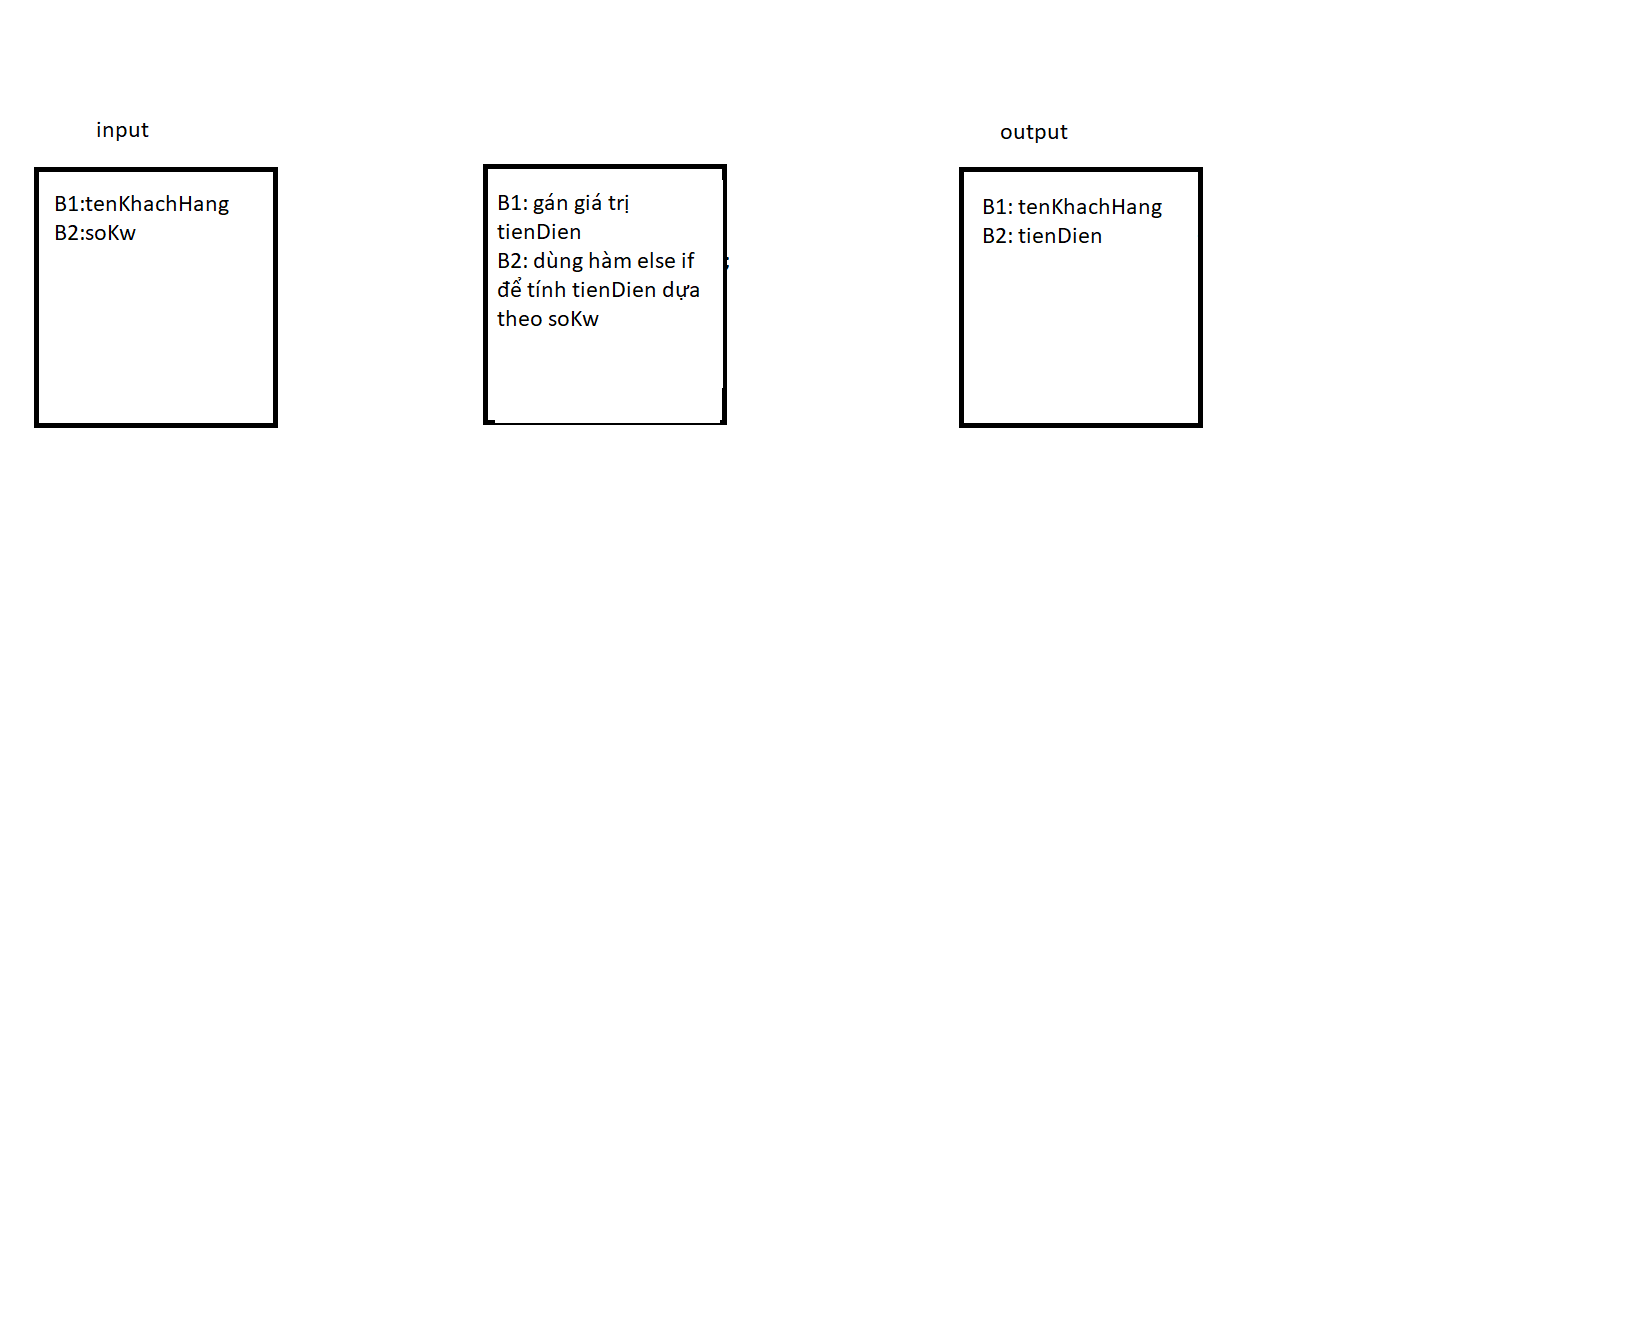 input
B1:tenKhachHang
B2:soKw
B1: gán giá trị
tienDien
B2: dùng hàm else if ;
để tính tienDien dựa
theo soKw
output
B1: tenKhachHang
B2: tienDien